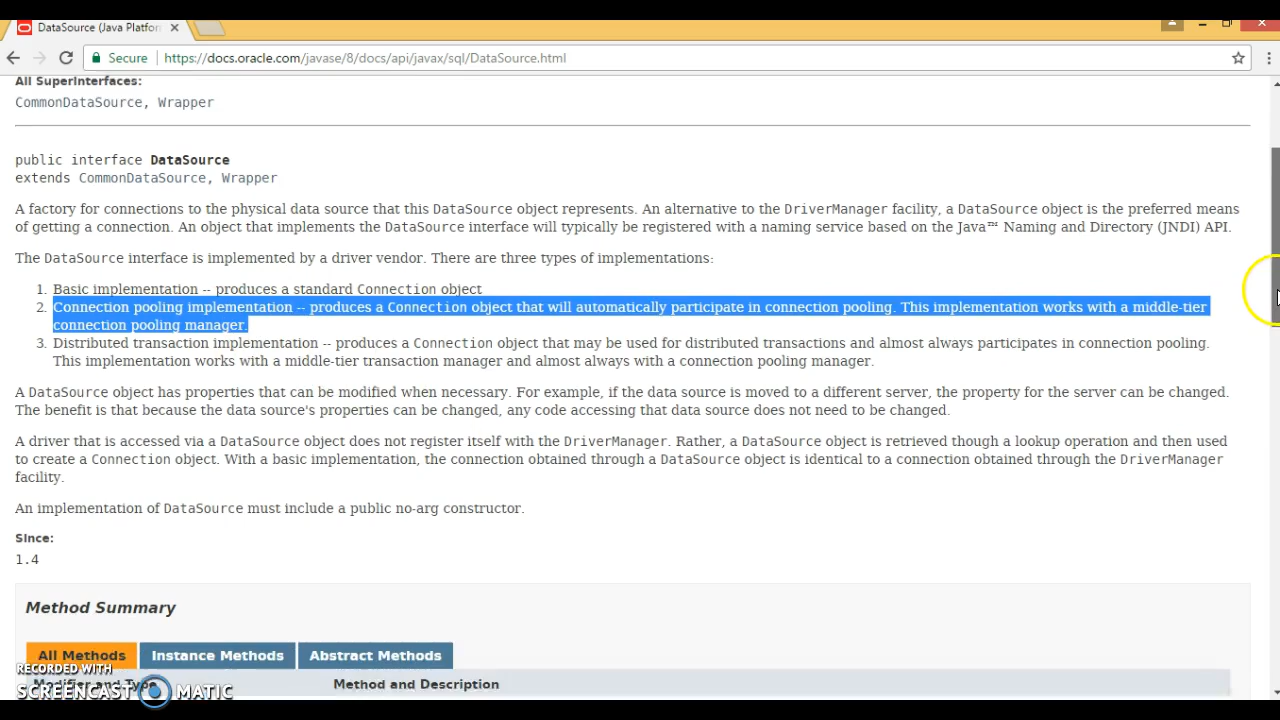 DataSource (Java Platfor
Secure https://docs.oracle.com/javase/8/docs/api/javax/sql/DataSource.html
All Superinterfaces:
CommonDataSource, Wrapper
public interface DataSource
extends CommonDataSource, Wrapper
A factory for connections to the physical data source that this DataSource object represents. An alternative to the DriverManager facility, a DataSource object is the preferred means
of getting a connection. An object that implements the DataSource interface will typically be registered with a naming service based on the Java™ Naming and Directory (JNDI) API.
The DataSource interface is implemented by a driver vendor. There are three types of implementations:
1. Basic implementation -- produces a standard Connection object
2. Connection pooling implementation -- produces a Connection object that will automatically participate in connection pooling. This implementation works with a middle-tier
connection pooling manager.
3. Distributed transaction implementation -- produces a Connection object that may be used for distributed transactions and almost always participates in connection pooling.
This implementation works with a middle-tier transaction manager and almost always with a connection pooling manager.
A DataSource object has properties that can be modified when necessary. For example, if the data source is moved to a different server, the property for the server can be changed.
The benefit is that because the data source's properties can be changed, any code accessing that data source does not need to be changed.
A driver that is accessed via a DataSource object does not register itself with the DriverManager. Rather, a DataSource object is retrieved though a lookup operation and then used
to create a Connection object. With a basic implementation, the connection obtained through a DataSource object is identical to a connection obtained through the DriverManager
facility.
An implementation of DataSource must include a public no-arg constructor.
Since:
1.4
Method Summary
All Methods Instance Methods Abstract Methods
RECORDED WITH
Modifier and Type Method and Description
SCREENCAST MATIC